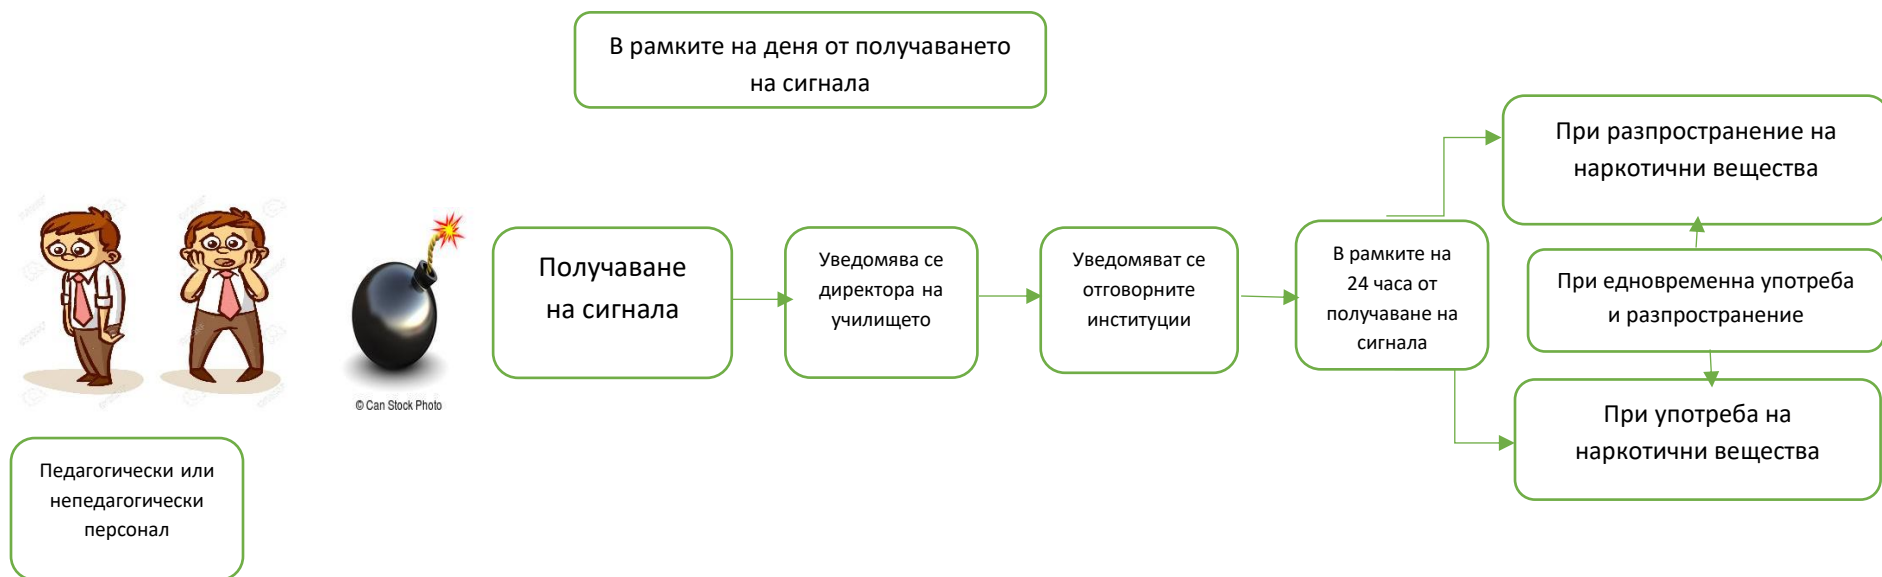 В рамките на деня от получаването
на сигнала
При разпространение на
наркотични вещества
Получаване
на сигнала
Уведомява се
директора на
училището
Уведомяват се
отговорните
институции
В рамките на
24 часа от
получаване на
сигнала
При едновременна употреба
и разпространение
При употреба на
наркотични вещества
© Can Stock Photo
Педагогически или
непедагогически
персонал